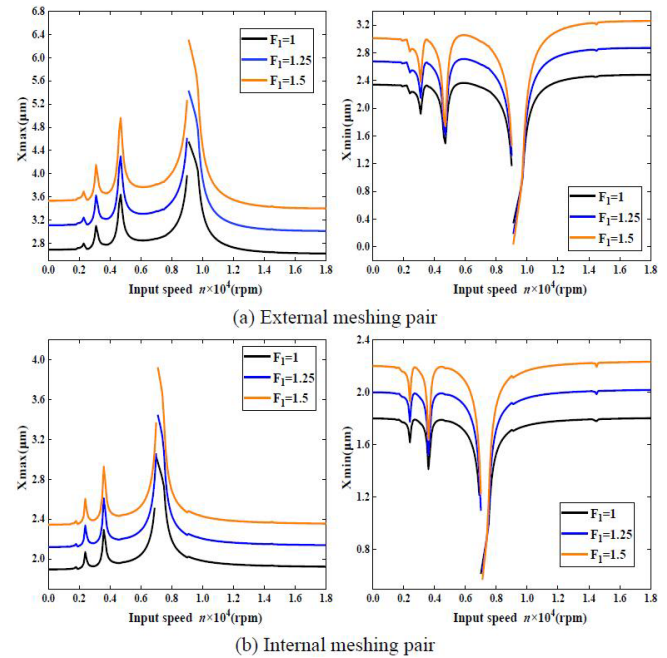 6.8
6.4
6.0
5.6
5.2
4.8
4.4
4.0
3.6
3.2
2.8
Xmax(μm)
F1=1
F1=1.25
F1=1.5
0.0 0.2 0.4 0.6 0.8 1.0 1.2 1.4 1.6 1.8
Input speed n×10⁴(rpm)
3.2
2.8
2.4
2.0
1.6
1.2
0.8
0.4
0.0
Xmin(μm)
F1=1
F1=1.25
F1=1.5
0.0 0.2 0.4 0.6 0.8 1.0 1.2 1.4 1.6 1.8
Input speed n×10⁴(rpm)
(a) External meshing pair
4.0
3.6
3.2
2.8
2.4
2.0
Xmax(μm)
F1=1
F1=1.25
F1=1.5
0.0 0.2 0.4 0.6 0.8 1.0 1.2 1.4 1.6 1.8
Input speed n×10⁴(rpm)
2.4
2.0
1.6
1.2
0.8
Xmin(μm)
F1=1
F1=1.25
F1=1.5
0.0 0.2 0.4 0.6 0.8 1.0 1.2 1.4 1.6 1.8
Input speed n×10⁴(rpm)
(b) Internal meshing pair